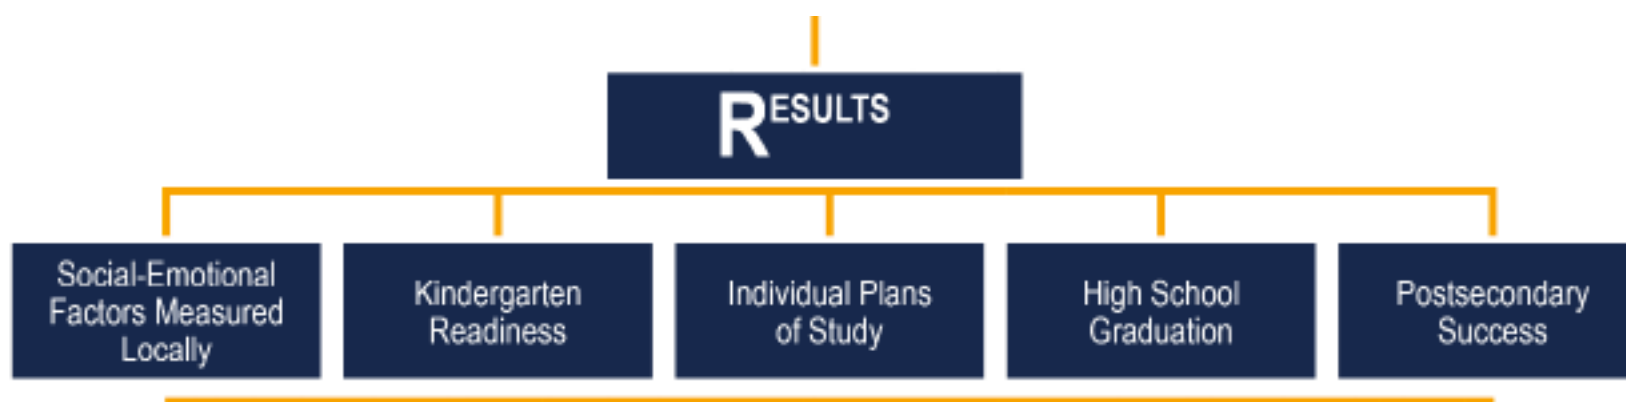 RESULTS
Social-Emotional
Factors Measured
Locally
Kindergarten
Readiness
Individual Plans
of Study
High School
Graduation
Postsecondary
Success